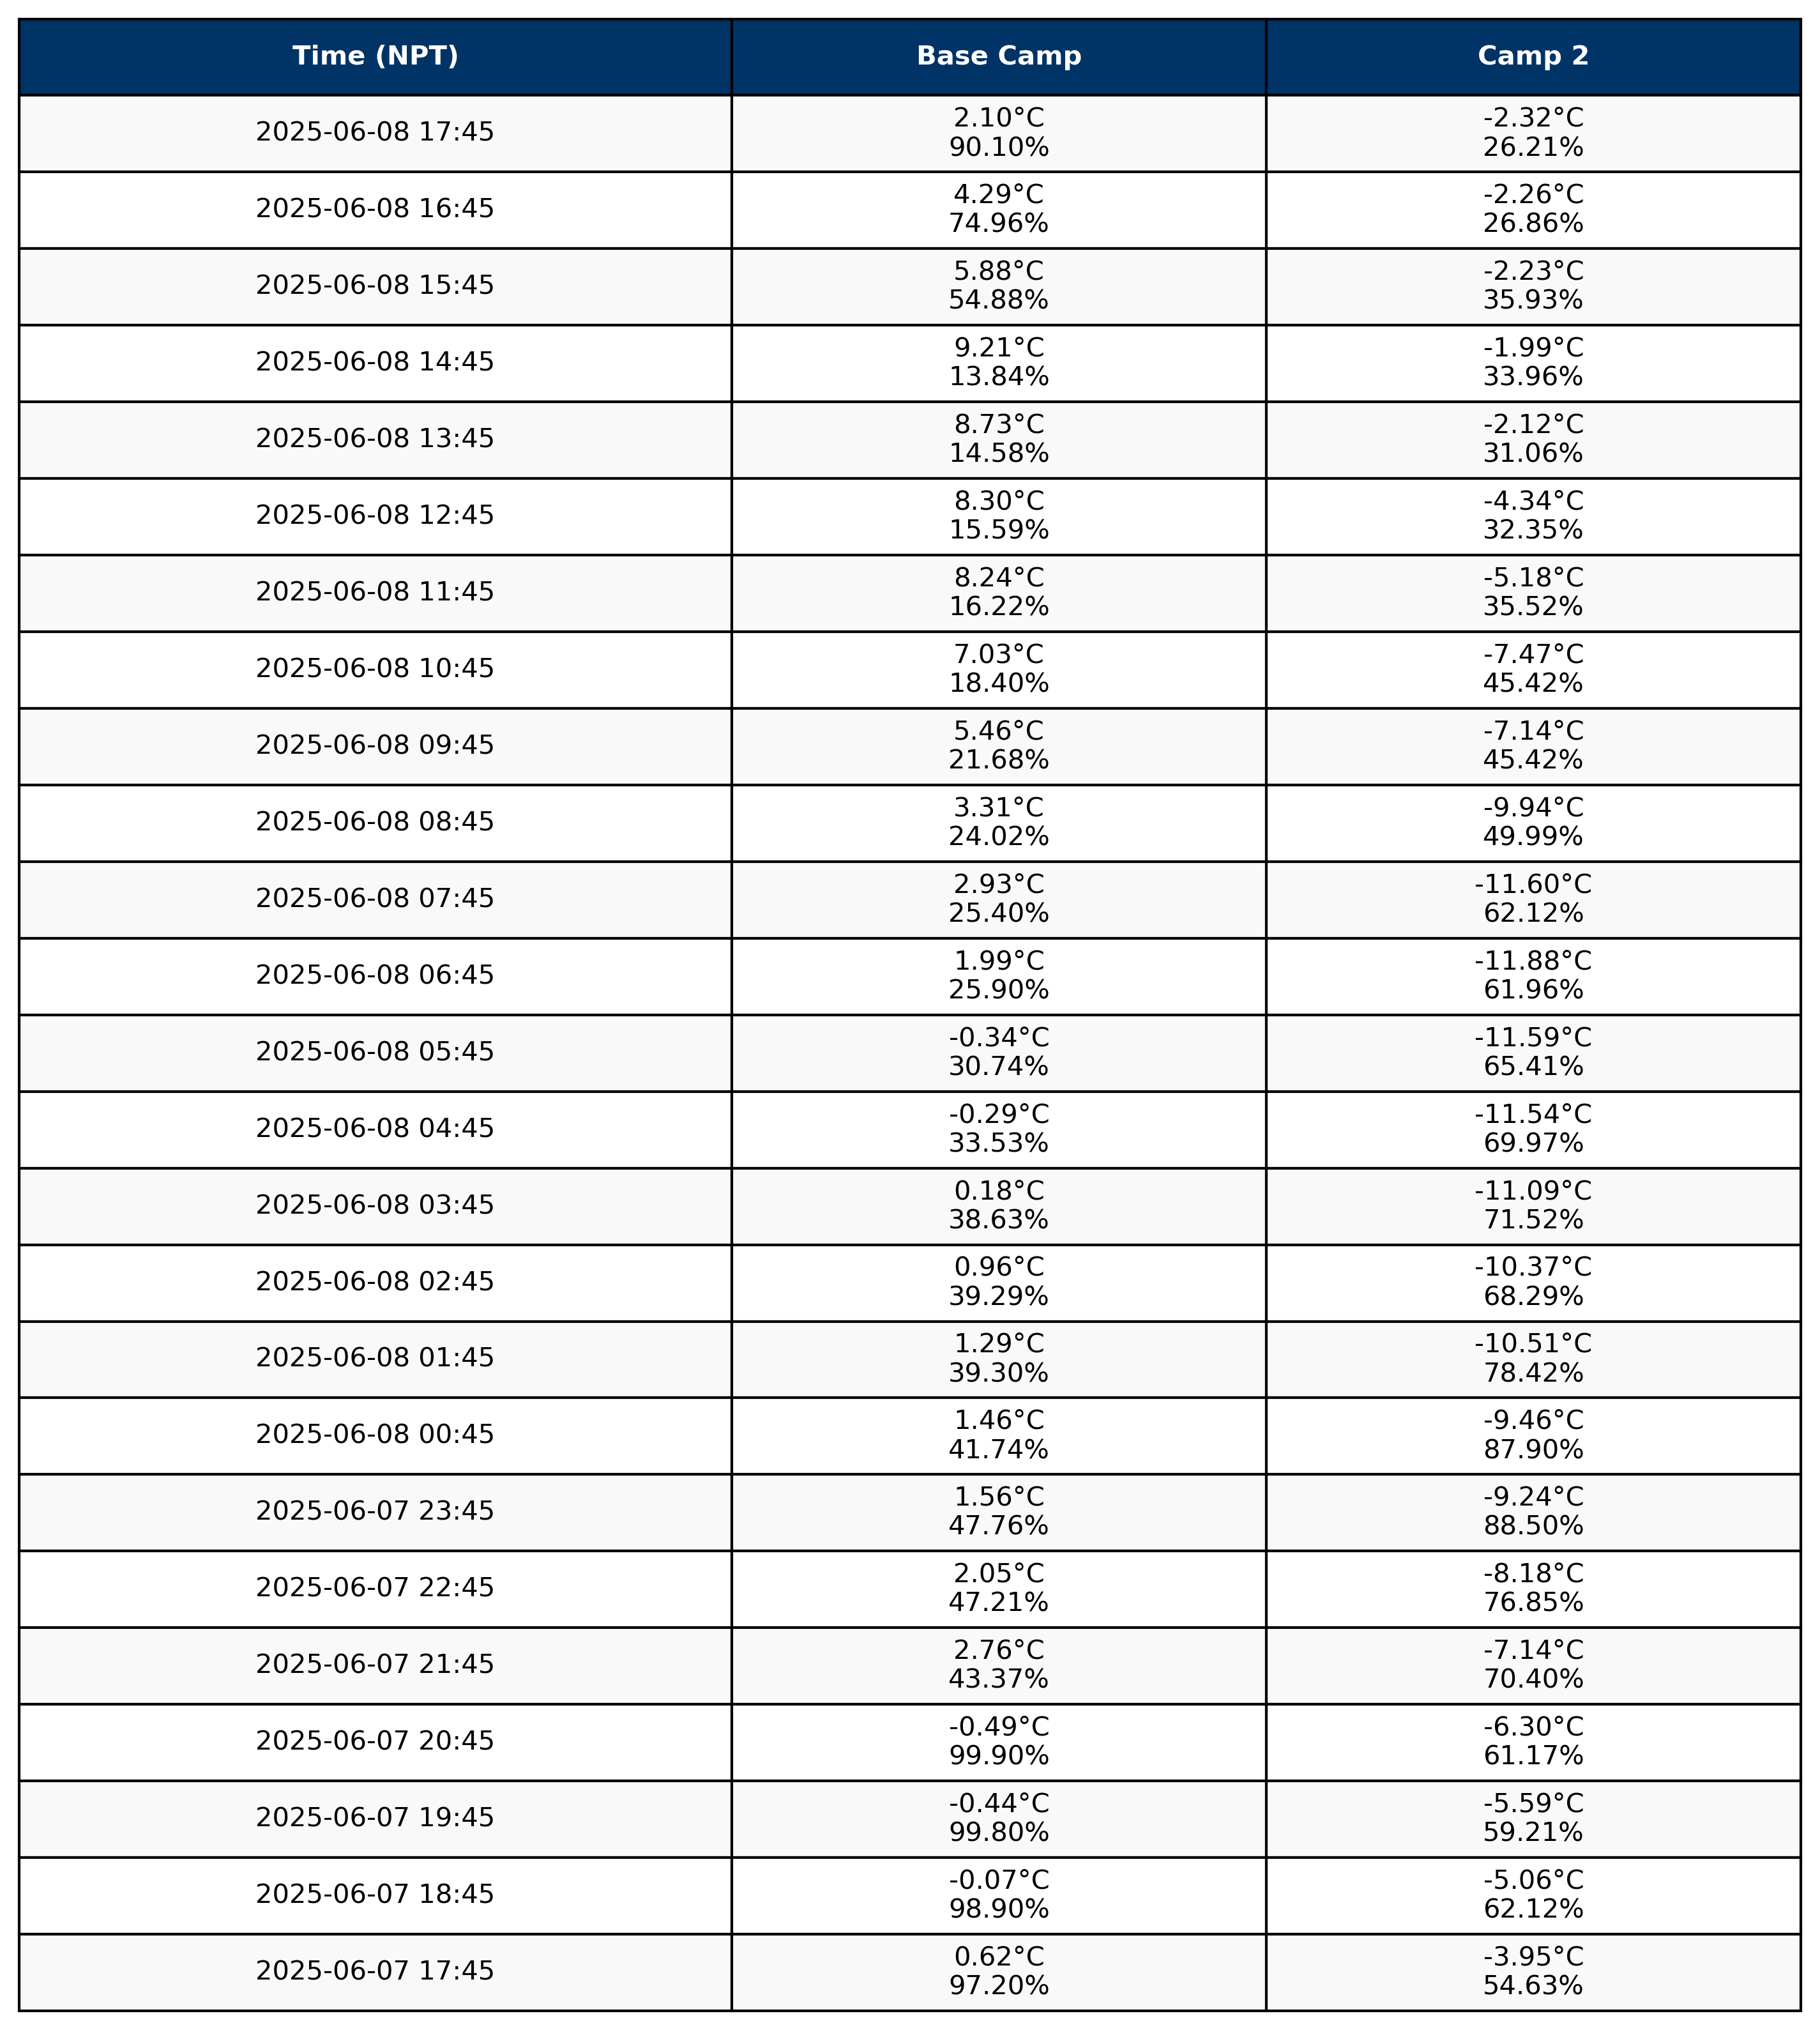 Time (NPT) Base Camp Camp 2
2025-06-08 17:45 2.10°C -2.32°C
90.10% 26.21%
2025-06-08 16:45 4.29°C -2.26°C
74.96% 26.86%
2025-06-08 15:45 5.88°C -2.23°C
54.88% 35.93%
2025-06-08 14:45 9.21°C -1.99°C
13.84% 33.96%
2025-06-08 13:45 8.73°C -2.12°C
14.58% 31.06%
2025-06-08 12:45 8.30°C -4.34°C
15.59% 32.35%
2025-06-08 11:45 8.24°C -5.18°C
16.22% 35.52%
2025-06-08 10:45 7.03°C -7.47°C
18.40% 45.42%
2025-06-08 09:45 5.46°C -7.14°C
21.68% 45.42%
2025-06-08 08:45 3.31°C -9.94°C
24.02% 49.99%
2025-06-08 07:45 2.93°C -11.60°C
25.40% 62.12%
2025-06-08 06:45 1.99°C -11.88°C
25.90% 61.96%
2025-06-08 05:45 -0.34°C -11.59°C
30.74% 65.41%
2025-06-08 04:45 -0.29°C -11.54°C
33.53% 69.97%
2025-06-08 03:45 0.18°C -11.09°C
38.63% 71.52%
2025-06-08 02:45 0.96°C -10.37°C
39.29% 68.29%
2025-06-08 01:45 1.29°C -10.51°C
39.30% 78.42%
2025-06-08 00:45 1.46°C -9.46°C
41.74% 87.90%
2025-06-07 23:45 1.56°C -9.24°C
47.76% 88.50%
2025-06-07 22:45 2.05°C -8.18°C
47.21% 76.85%
2025-06-07 21:45 2.76°C -7.14°C
43.37% 70.40%
2025-06-07 20:45 -0.49°C -6.30°C
99.90% 61.17%
2025-06-07 19:45 -0.44°C -5.59°C
99.80% 59.21%
2025-06-07 18:45 -0.07°C -5.06°C
98.90% 62.12%
2025-06-07 17:45 0.62°C -3.95°C
97.20% 54.63%